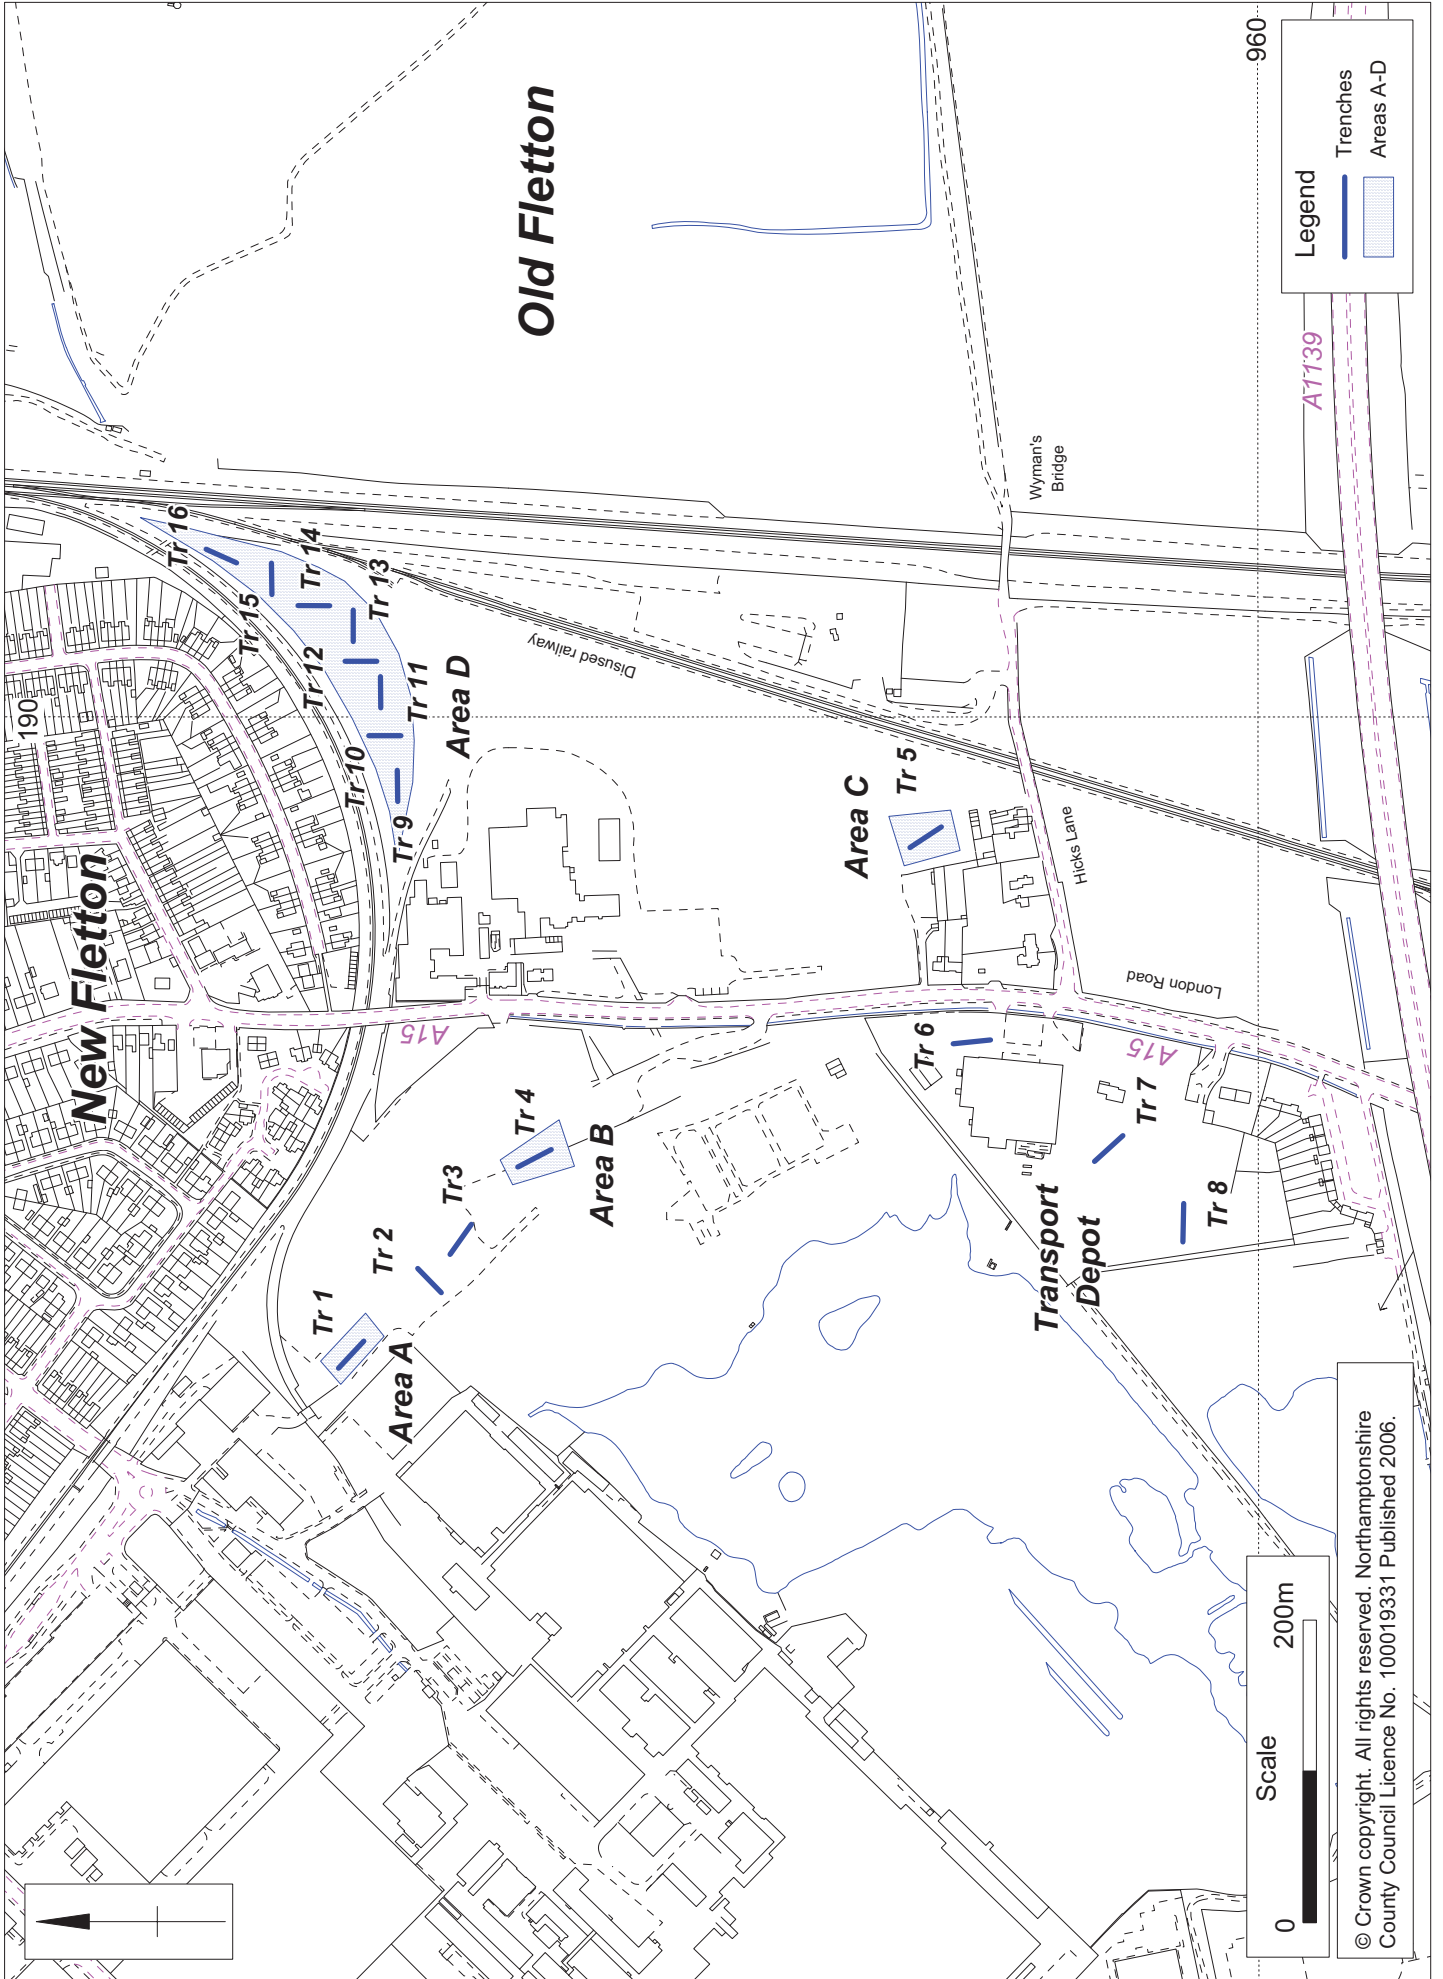 New Fletton
190
Old Fletton
Tr 16
Tr 15
Tr 14
Tr 13
Tr 12
Tr 11
Tr 10
Tr 9
Area D
A15
Tr 1
Area A
Tr 2
Tr3
Tr 4
Area B
Disused railway
Area C
Tr 5
Hicks Lane
Wyman's
Bridge
London Road
Tr 6
A15
Tr 7
Tr 8
Transport
Depot
960
A1139
Legend
Trenches
Areas A-D
Scale
0
200m
© Crown copyright. All rights reserved. Northamptonshire
County Council Licence No. 100019331 Published 2006.